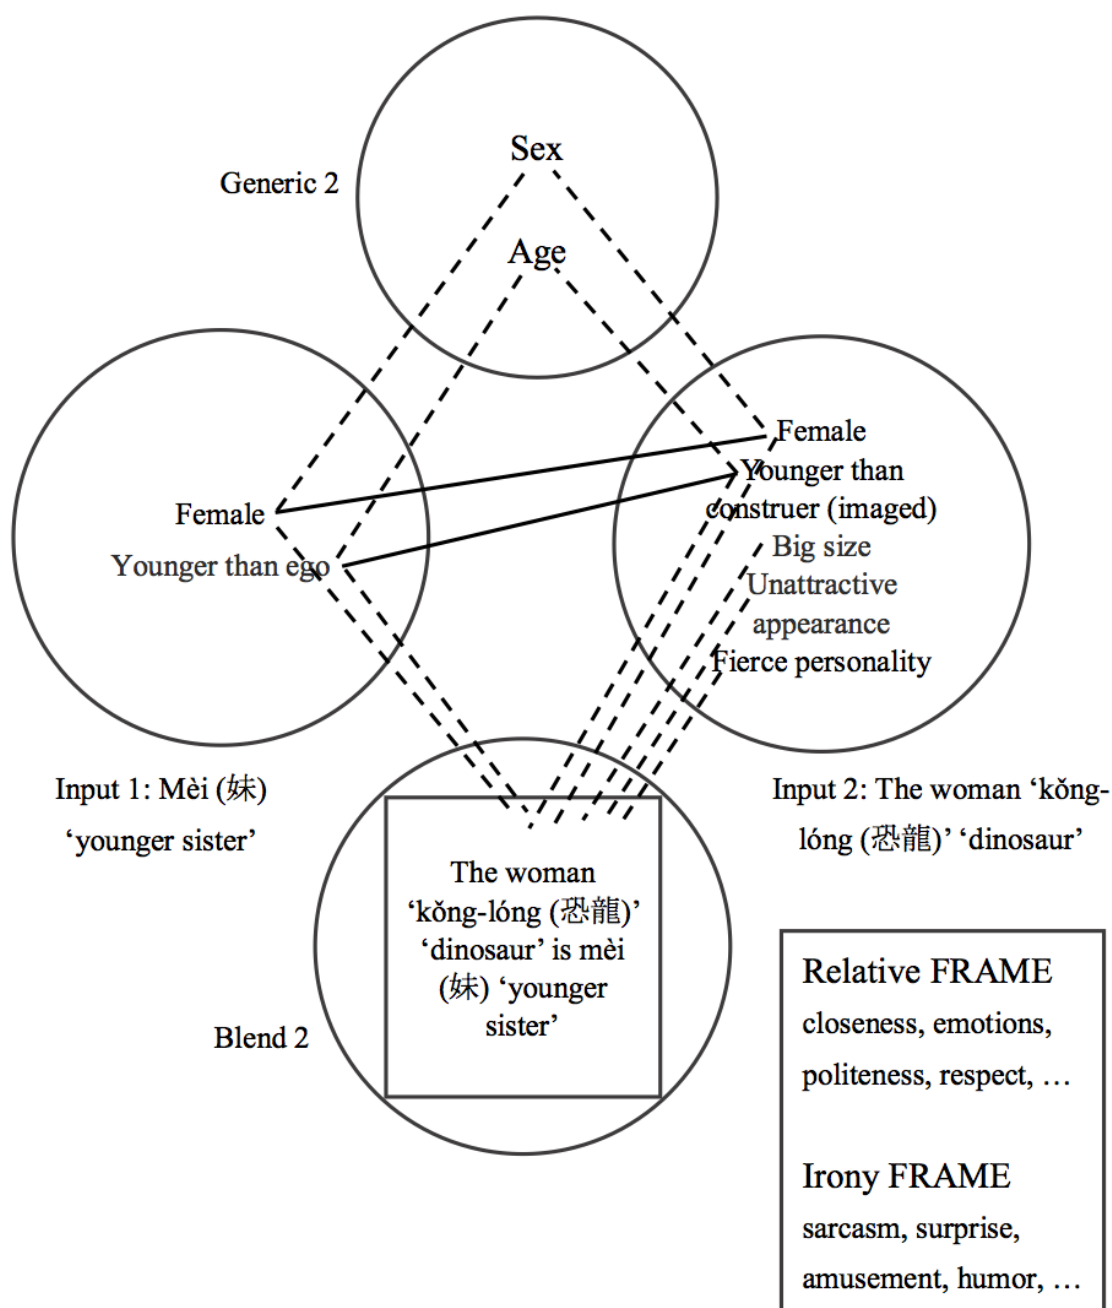 Sex
Generic 2
Age
Female
Younger than ego
Female
Younger than
construer (imaged)
Big size
Unattractive
appearance
Fierce personality
Input 1: Mèi (妹)
‘younger sister’
Input 2: The woman ‘kǒng-
lóng (恐龍)’ ‘dinosaur’
The woman
‘kǒng-lóng (恐龍)’
‘dinosaur’ is mèi
(妹) ‘younger
sister’
Blend 2
Relative FRAME
closeness, emotions,
politeness, respect, …
Irony FRAME
sarcasm, surprise,
amusement, humor, …